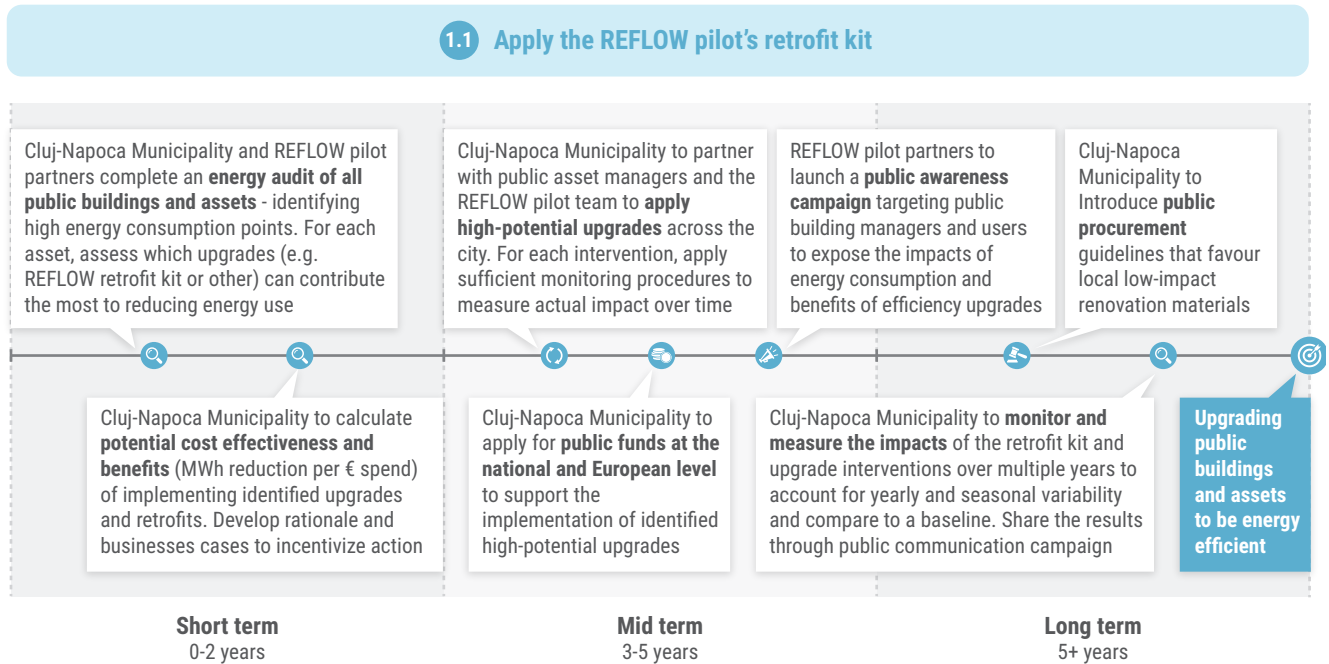 1.1 Apply the REFLOW pilot's retrofit kit
Cluj-Napoca Municipality and REFLOW pilot
partners complete an energy audit of all
public buildings and assets - identifying
high energy consumption points. For each
asset, assess which upgrades (e.g.
REFLOW retrofit kit or other) can contribute
the most to reducing energy use
Cluj-Napoca Municipality to partner
with public asset managers and the
REFLOW pilot team to apply
high-potential upgrades across the
city. For each intervention, apply
sufficient monitoring procedures to
measure actual impact over time
REFLOW pilot partners to
launch a public awareness
campaign targeting public
building managers and users
to expose the impacts of
energy consumption and
benefits of efficiency upgrades
Cluj-Napoca
Municipality to
Introduce public
procurement
guidelines that favour
local low-impact
renovation materials
Cluj-Napoca Municipality to calculate
potential cost effectiveness and
benefits (MWh reduction per € spend)
of implementing identified upgrades
and retrofits. Develop rationale and
businesses cases to incentivize action
Cluj-Napoca Municipality to
apply for public funds at the
national and European level
to support the
implementation of identified
high-potential upgrades
Cluj-Napoca Municipality to monitor and
measure the impacts of the retrofit kit and
upgrade interventions over multiple years to
account for yearly and seasonal variability
and compare to a baseline. Share the results
through public communication campaign
Upgrading
public
buildings
and assets
to be energy
efficient
Short term
0-2 years
Mid term
3-5 years
Long term
5+ years